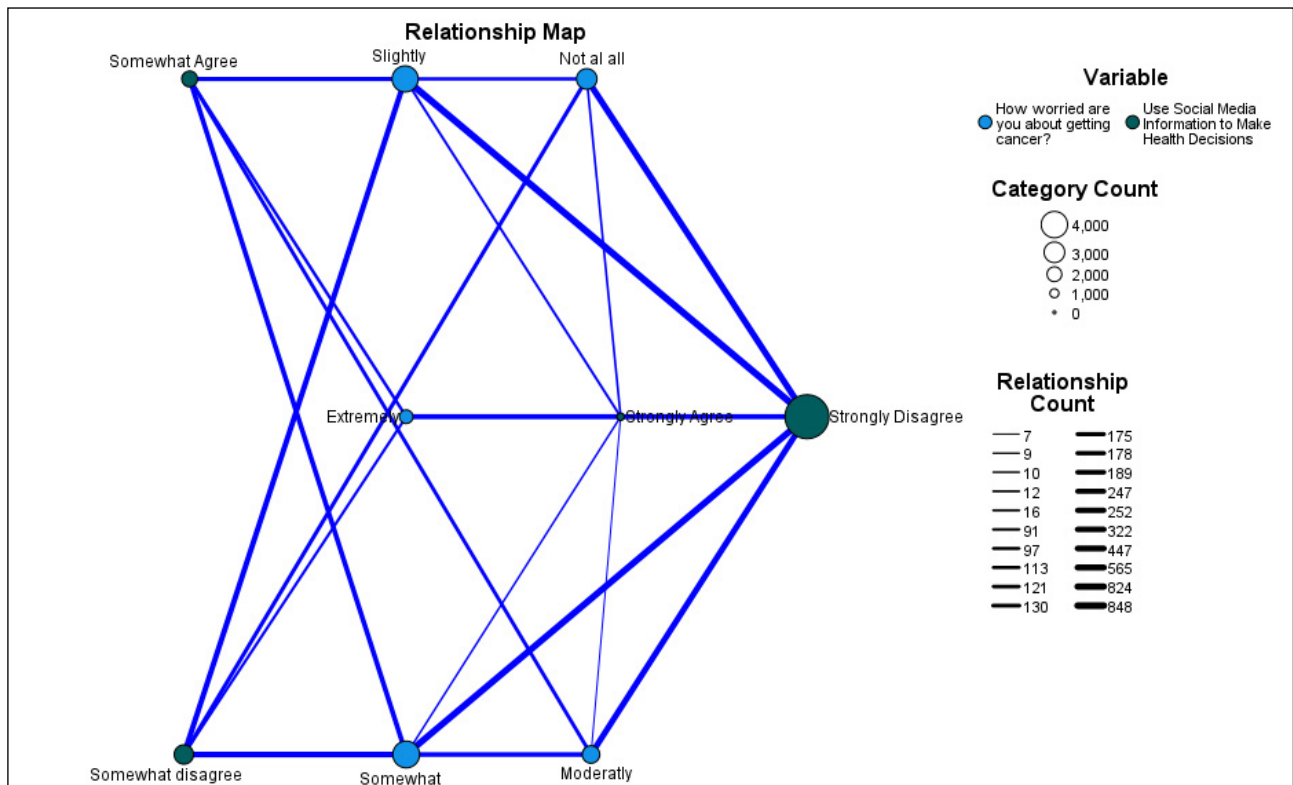 Relationship Map
Somewhat Agree
Slightly
Not al all
Extremely
Strongly Agree
Strongly Disagree
Somewhat disagree
Somewhat
Moderatly
Variable
How worried are
you about getting
cancer?
Use Social Media
Information to Make
Health Decisions
Category Count
4,000
3,000
2,000
1,000
0
Relationship
Count
7
9
10
12
16
91
97
113
121
130
175
178
189
247
252
322
447
565
824
848